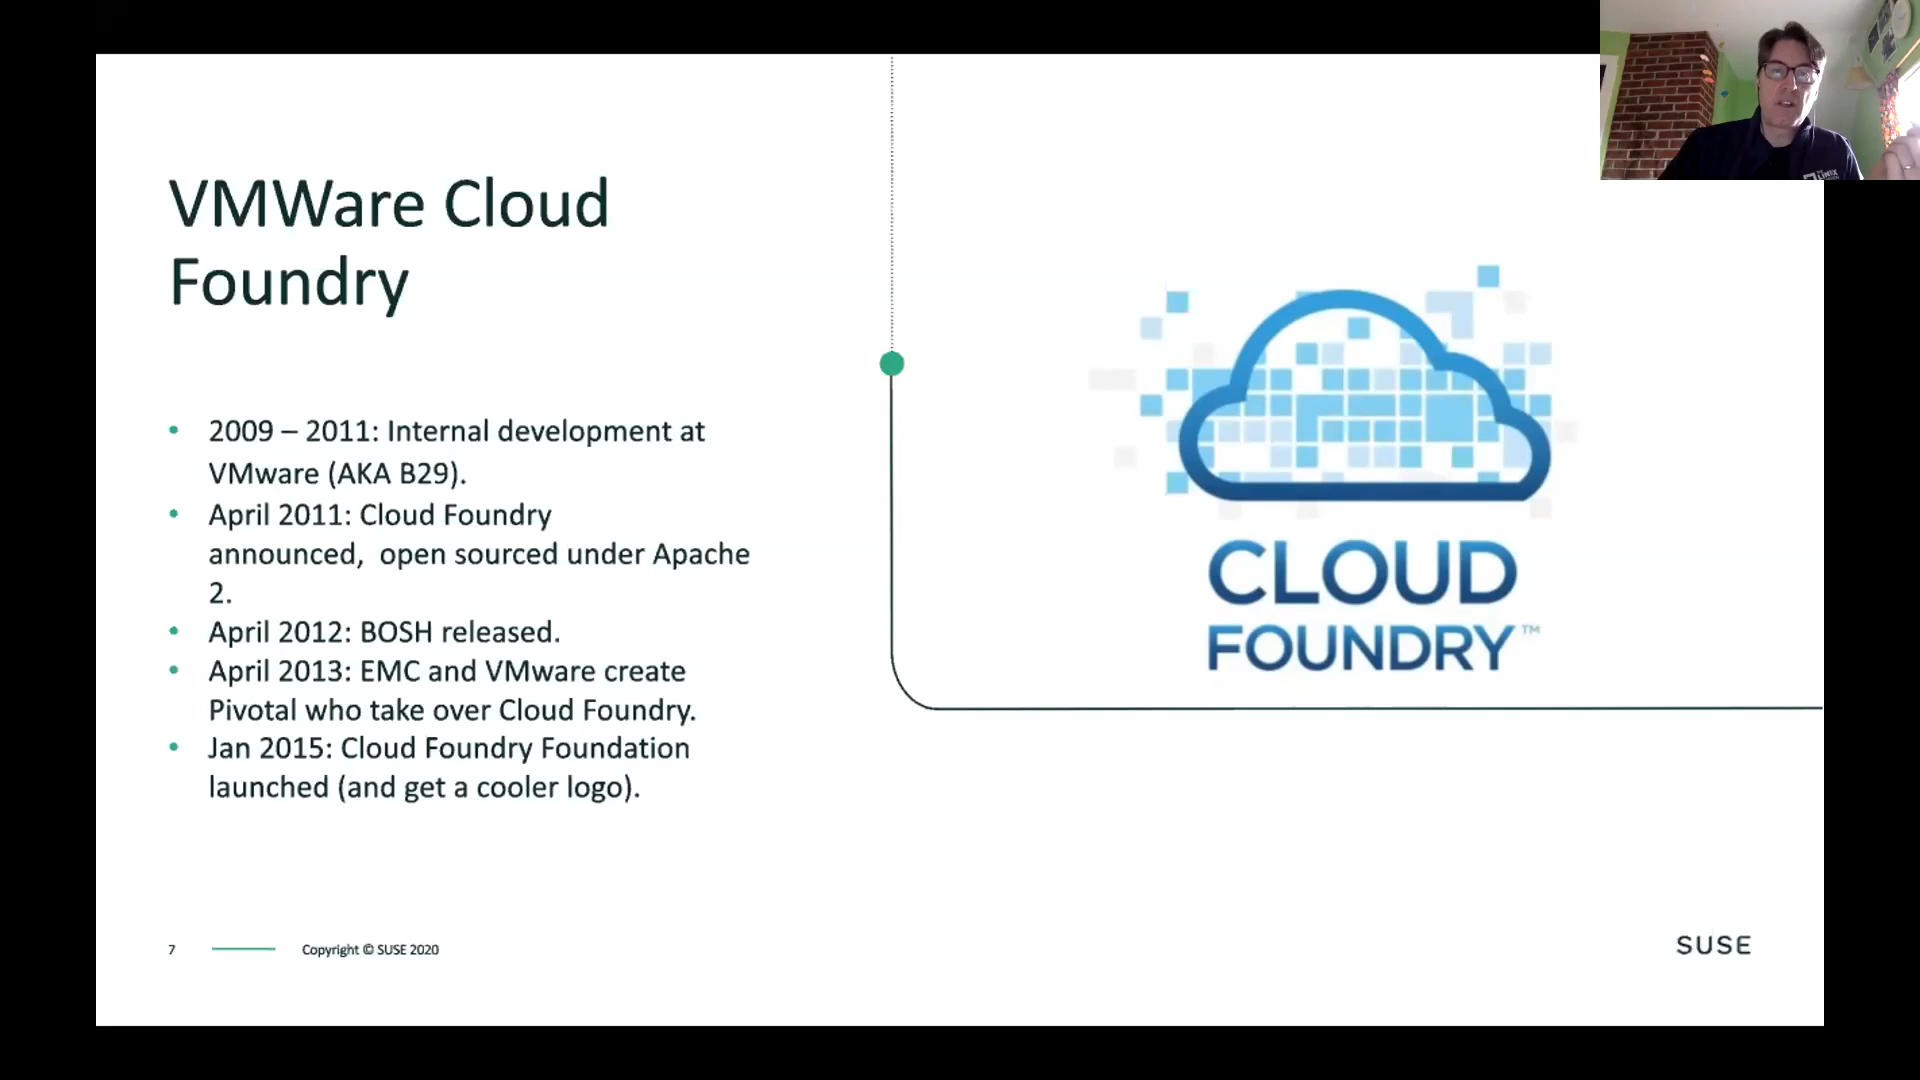 VMWare Cloud
Foundry
• 2009 – 2011: Internal development at
VMware (AKA B29).
• April 2011: Cloud Foundry
announced,  open sourced under Apache
2.
• April 2012: BOSH released.
• April 2013: EMC and VMware create
Pivotal who take over Cloud Foundry.
• Jan 2015: Cloud Foundry Foundation
launched (and get a cooler logo).
CLOUD
FOUNDRY™
7
Copyright © SUSE 2020
SUSE
LINUX